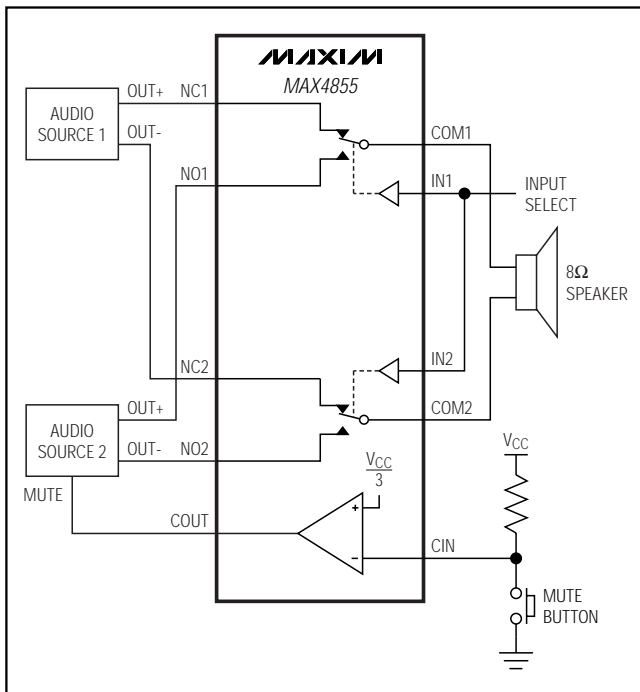 MAXIM
MAX4855
AUDIO
SOURCE 1
OUT+
NC1
OUT-
NO1
COM1
IN1
INPUT
SELECT
8Ω
SPEAKER
NC2
IN2
COM2
AUDIO
SOURCE 2
OUT+
OUT-
NO2
MUTE
COUT
VCC
3
+
-
CIN
VCC
MUTE
BUTTON